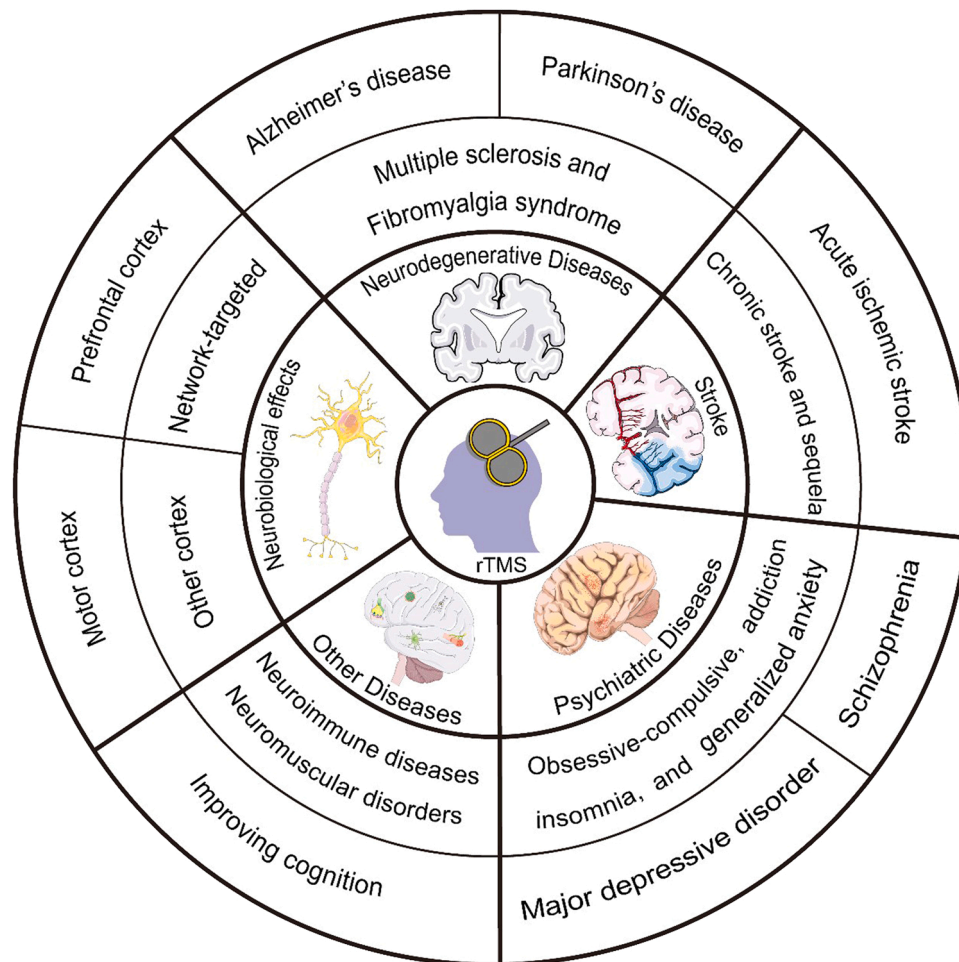 Alzheimer's disease
Parkinson's disease
Multiple sclerosis and
Fibromyalgia syndrome
Neurodegenerative Diseases
Acute ischemic stroke
Chronic stroke and sequela
Stroke
Schizophrenia
Major depressive disorder
Obsessive-compulsive, addiction
insomnia, and generalized anxiety
Psychiatric Diseases
Improving cognition
Neuroimmune diseases
Neuromuscular disorders
Other Diseases
Motor cortex
Other cortex
Prefrontal cortex
Network-targeted
Neurobiological effects
rTMS